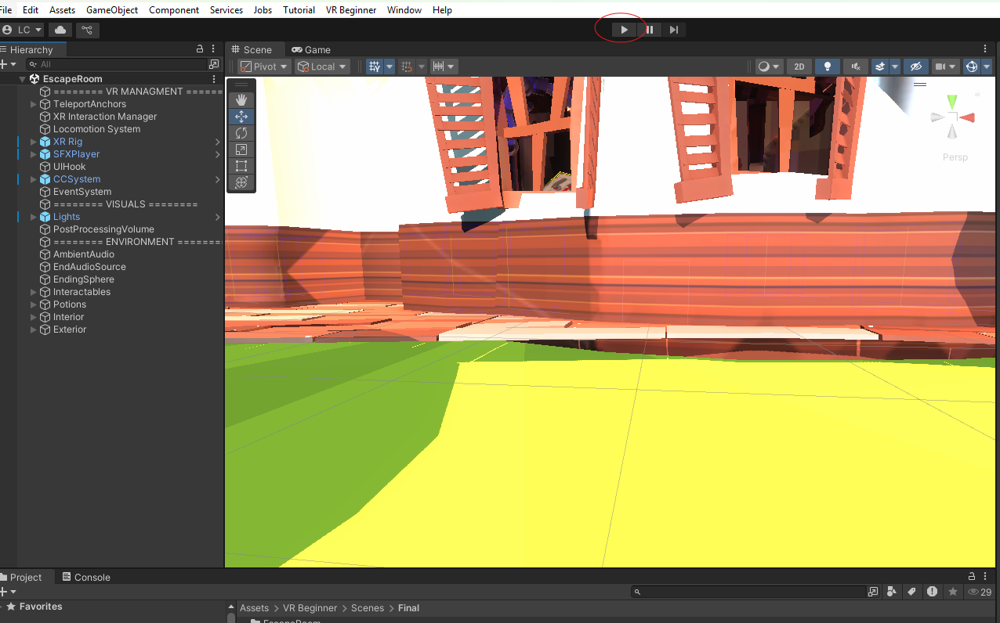 File Edit Assets GameObject Component Services Jobs Tutorial VR Beginner Window Help
LC
Hierarchy
All
EscapeRoom
======== VR MANAGMENT ======
TeleportAnchors
XR Interaction Manager
Locomotion System
XR Rig
SFXPlayer
UIHook
CCSystem
EventSystem
======== VISUALS ========
Lights
PostProcessingVolume
======== ENVIRONMENT ========
AmbientAudio
EndAudioSource
EndingSphere
Interactables
Potions
Interior
Exterior
Scene Game
Pivot Local 2D
Persp
Project Console
29
Favorites
Assets > VR Beginner > Scenes > Final
EscapeRoom